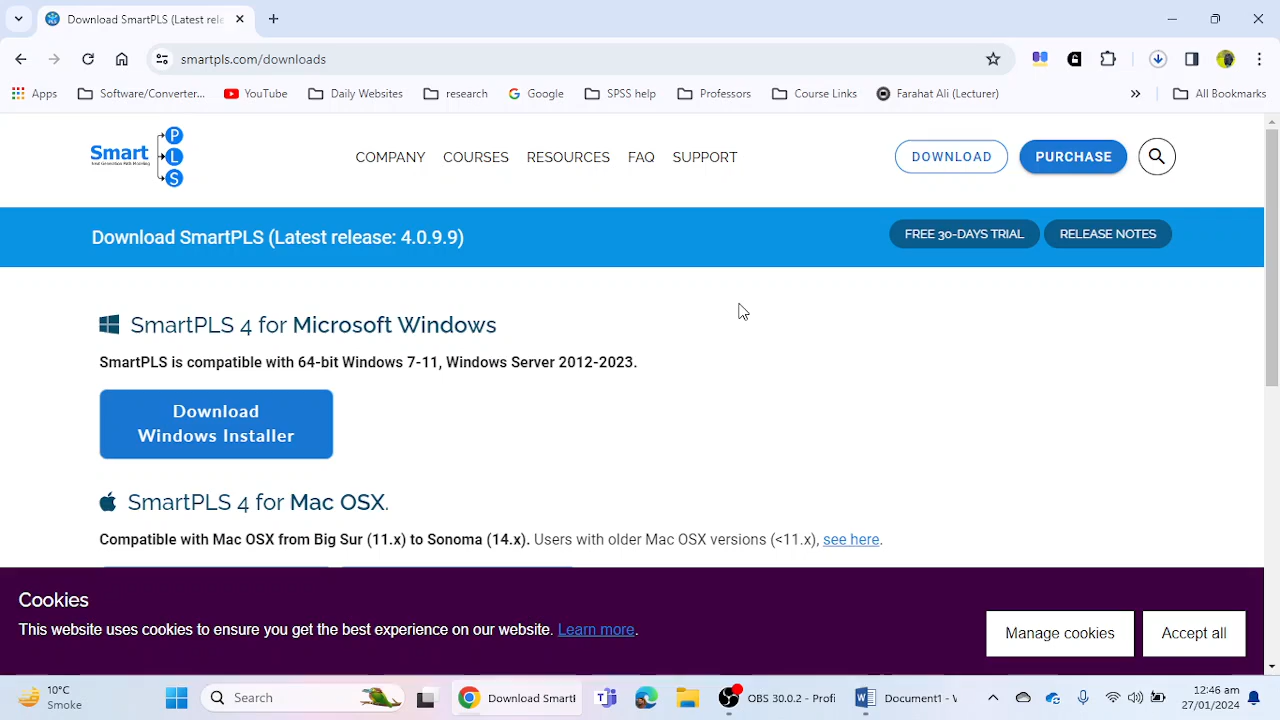 Download SmartPLS (Latest rele
smartpls.com/downloads
Apps
Software/Converter...
YouTube
Daily Websites
research
Google
SPSS help
Professors
Course Links
Farahat Ali (Lecturer)
»
All Bookmarks
Smart
P
L
S
COMPANY
COURSES
RESOURCES
FAQ
SUPPORT
DOWNLOAD
PURCHASE
Download SmartPLS (Latest release: 4.0.9.9)
FREE 30-DAYS TRIAL
RELEASE NOTES
SmartPLS 4 for Microsoft Windows
SmartPLS is compatible with 64-bit Windows 7-11, Windows Server 2012-2023.
Download
Windows Installer
SmartPLS 4 for Mac OSX.
Compatible with Mac OSX from Big Sur (11.x) to Sonoma (14.x). Users with older Mac OSX versions (<11.x), see here.
Cookies
This website uses cookies to ensure you get the best experience on our website. Learn more.
Manage cookies
Accept all
10°C
Smoke
Search
Download SmartI
OBS 30.0.2 - Profi
Document1 - V
12:46 am
27/01/2024